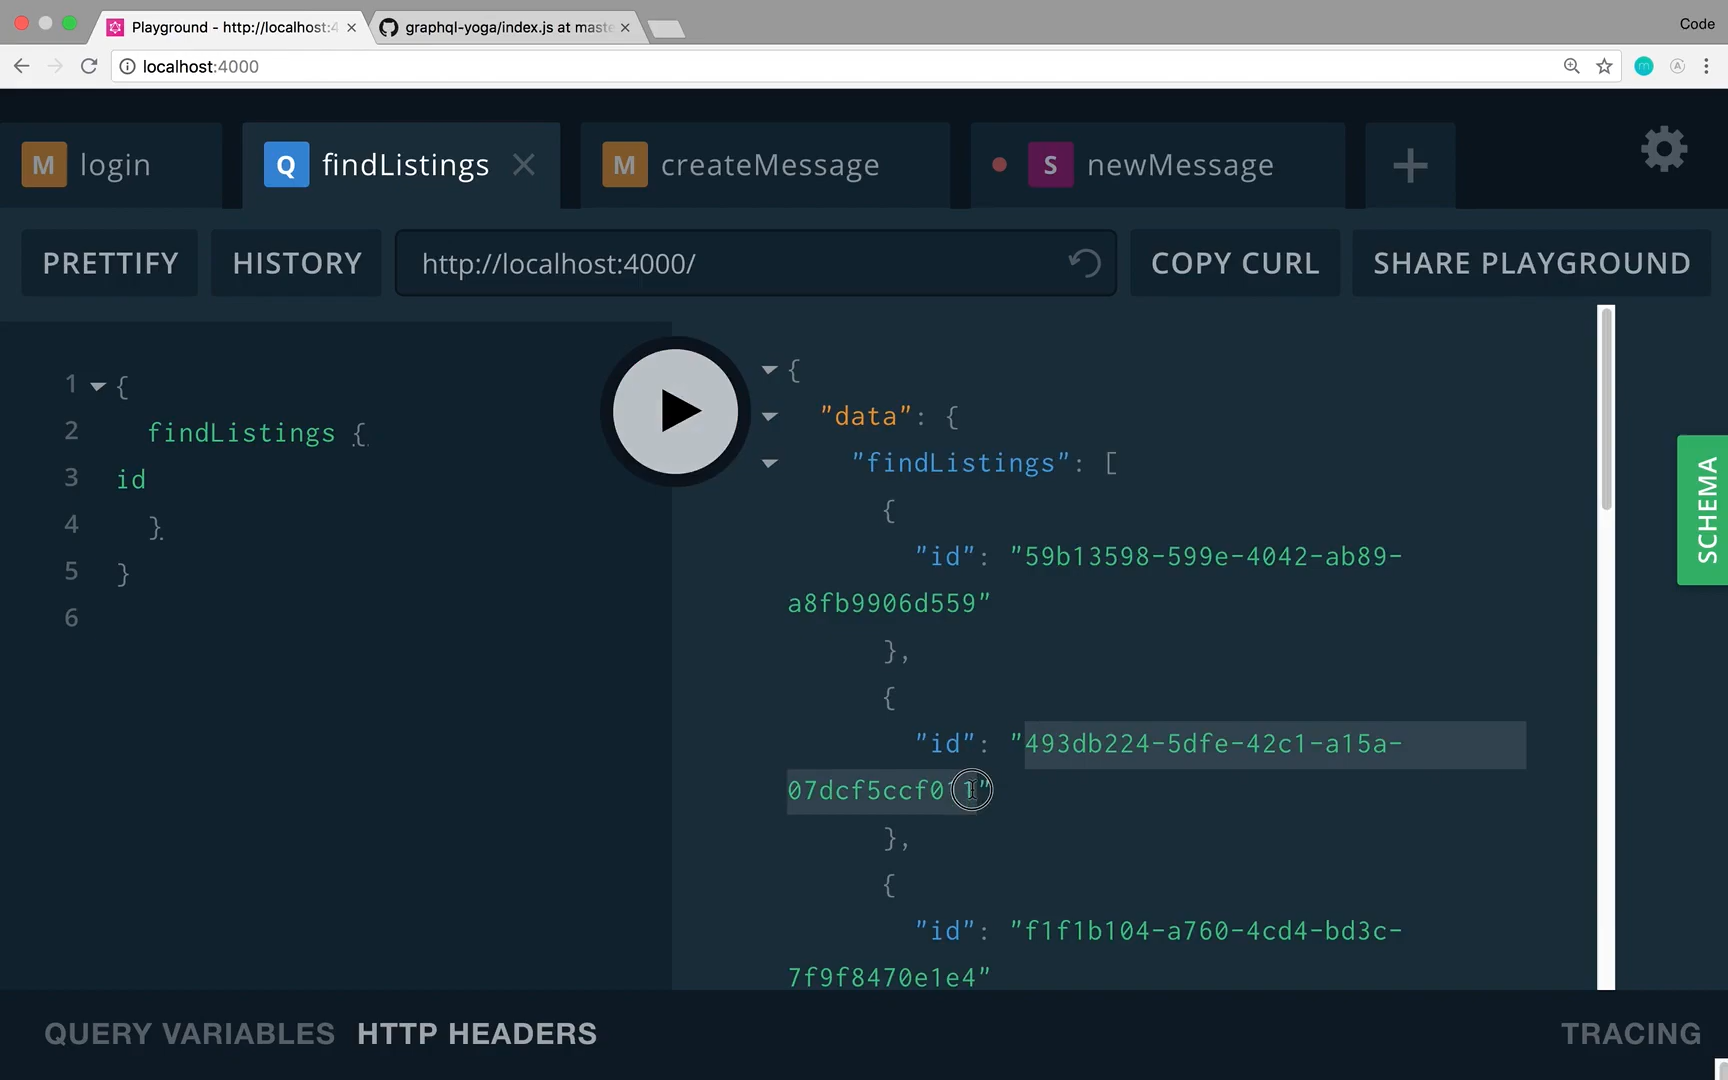 Code
Playground - http://localhost:4
graphql-yoga/index.js at maste
localhost:4000
M login
Q findListings
M createMessage
S newMessage
PRETTIFY
HISTORY
http://localhost:4000/
COPY CURL
SHARE PLAYGROUND
1 {
2 findListings {
3 id
4 }
5 }
6
{
"data": {
"findListings": [
{
"id": "59b13598-599e-4042-ab89-
a8fb9906d559"
},
{
"id": "493db224-5dfe-42c1-a15a-
07dcf5ccf011"
},
{
"id": "f1f1b104-a760-4cd4-bd3c-
7f9f8470e1e4"
SCHEMA
QUERY VARIABLES
HTTP HEADERS
TRACING